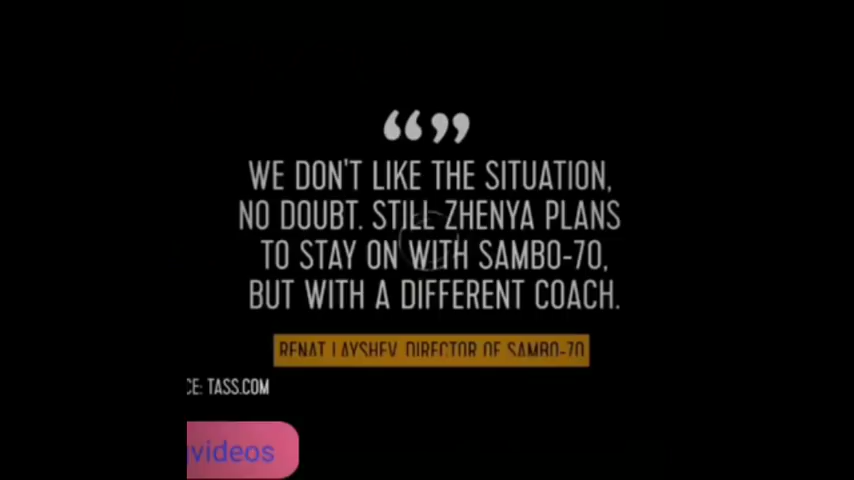 “ ”
WE DON'T LIKE THE SITUATION,
NO DOUBT. STILL ZHENYA PLANS
TO STAY ON WITH SAMBO-70,
BUT WITH A DIFFERENT COACH.
RENAT LAYSHEV, DIRECTOR OF SAMBO-70
CE: TASS.COM
videos